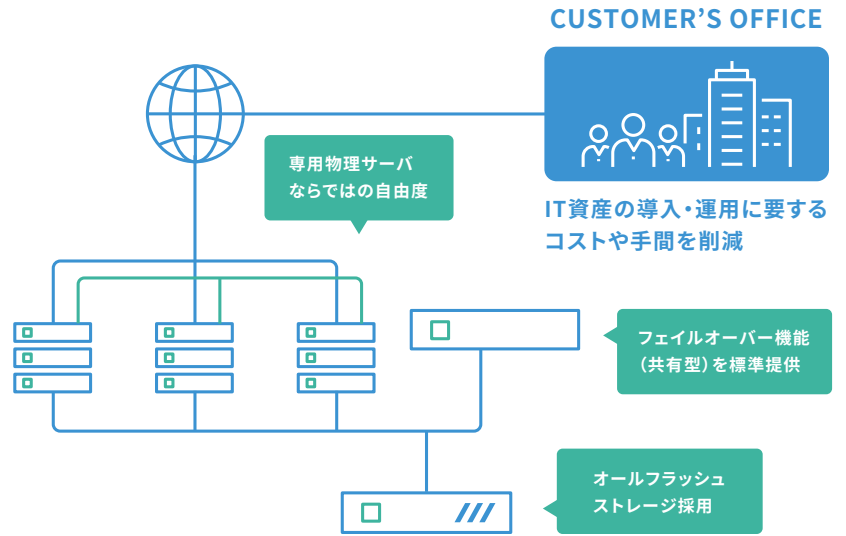 CUSTOMER’S OFFICE
専用物理サーバ
ならではの自由度
IT資産の導入・運用に要する
コストや手間を削減
フェイルオーバー機能
（共有型）を標準提供
オールフラッシュ
ストレージ採用